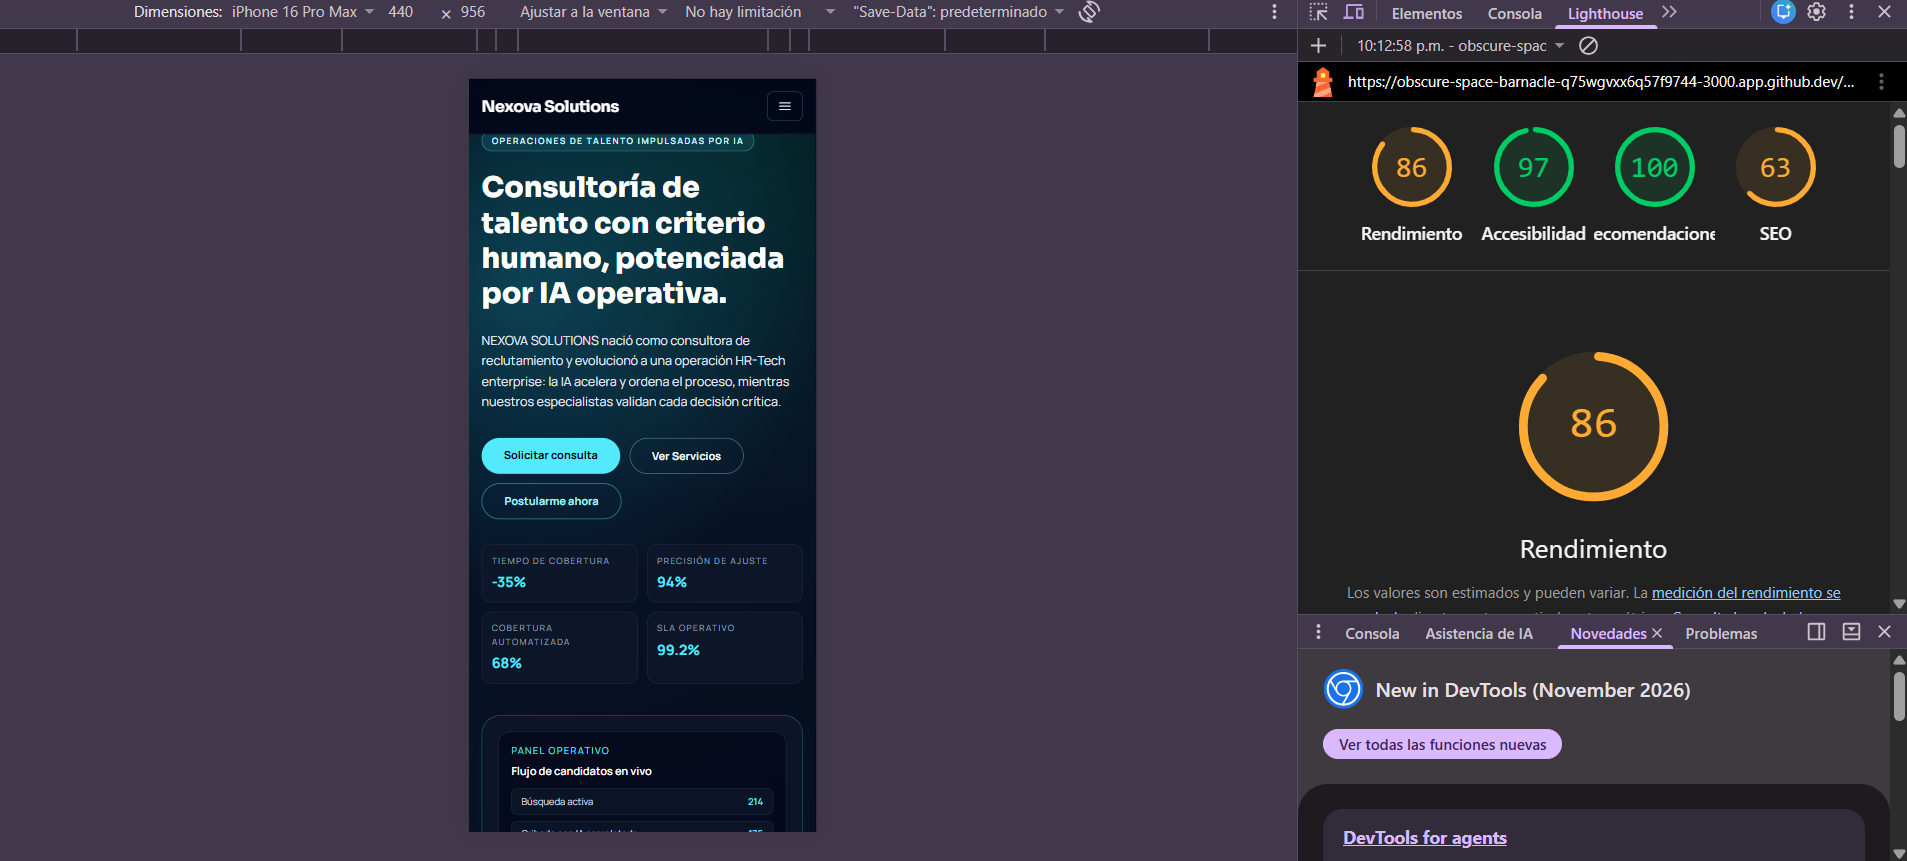 Dimensiones: iPhone 16 Pro Max 440 × 956 Ajustar a la ventana No hay limitación "Save-Data": predeterminado
Nexova Solutions
OPERACIONES DE TALENTO IMPULSADAS POR IA
Consultoría de
talento con criterio
humano, potenciada
por IA operativa.
NEXOVA SOLUTIONS nació como consultora de
reclutamiento y evolucionó a una operación HR-Tech
enterprise: la IA acelera y ordena el proceso, mientras
nuestros especialistas validan cada decisión crítica.
Solicitar consulta
Ver Servicios
Postularme ahora
TIEMPO DE COBERTURA
-35%
PRECISIÓN DE AJUSTE
94%
COBERTURA
AUTOMATIZADA
68%
SLA OPERATIVO
99.2%
PANEL OPERATIVO
Flujo de candidatos en vivo
Búsqueda activa 214
Elementos Consola Lighthouse
10:12:58 p.m. - obscure-spac
https://obscure-space-barnacle-q75wgvxx6q57f9744-3000.app.github.dev/...
86 97 100 63
Rendimiento Accesibilidad ecomendacione SEO
86
Rendimiento
Los valores son estimados y pueden variar. La medición del rendimiento se
Consola Asistencia de IA Novedades Problemas
New in DevTools (November 2026)
Ver todas las funciones nuevas
DevTools for agents